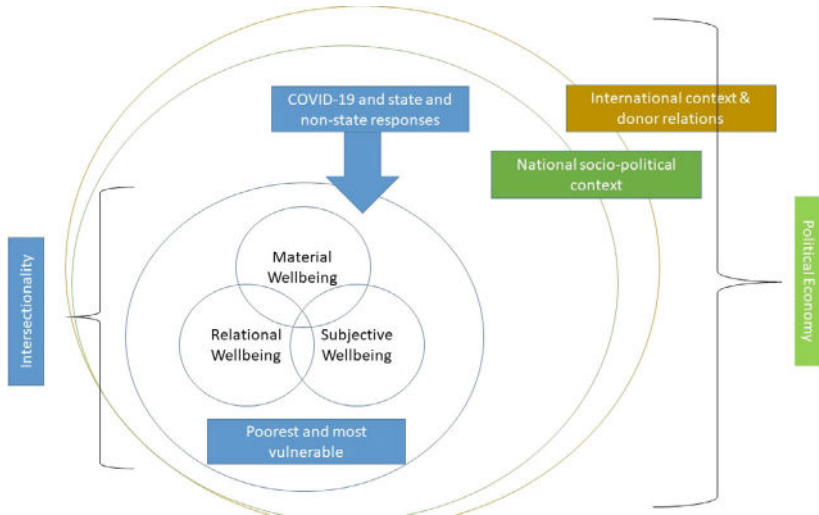 COVID-19 and state and
non-state responses
International context &
donor relations
National socio-political
context
Intersectionality
Material
Wellbeing
Relational
Wellbeing
Subjective
Wellbeing
Poorest and most
vulnerable
Political Economy